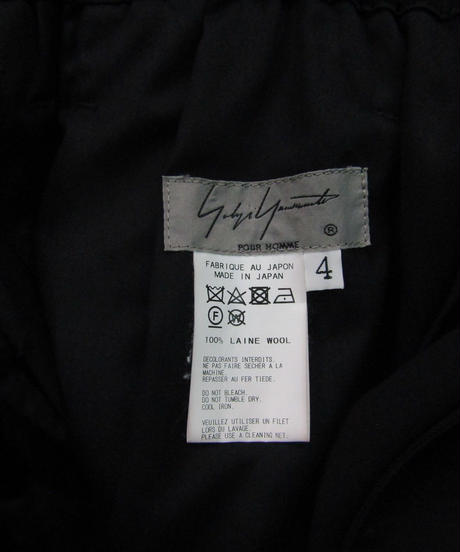 Yohji Yamamoto
®
POUR HOMME
4
FABRIQUE AU JAPON
MADE IN JAPAN
F
W
100% LAINE WOOL
DECOLORANTS INTERDITS.
NE PAS FAIRE SECHER A LA
MACHINE
REPASSER AU FER TIEDE.
DO NOT BLEACH.
DO NOT TUMBLE DRY.
COOL IRON.
VEUILLEZ UTILISER UN FILET
LORS DU LAVAGE.
PLEASE USE A CLEANING NET.